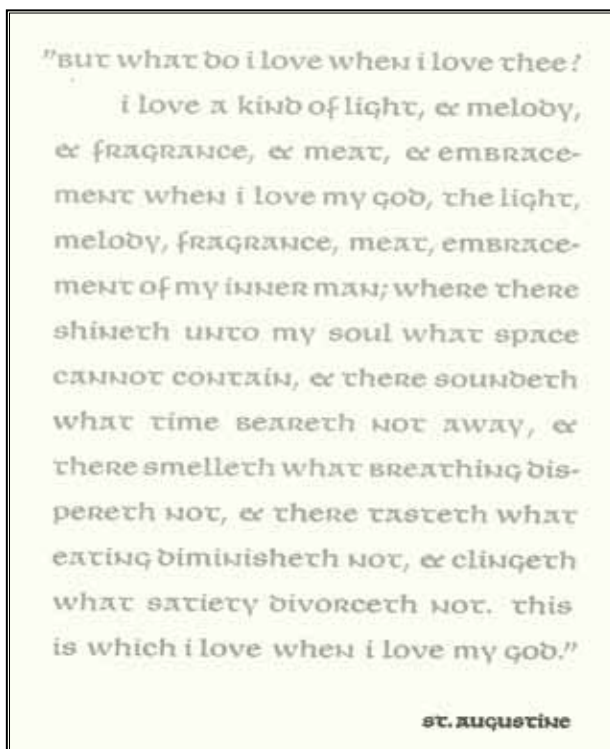 "But what do i love when i love thee?
i love a kind of light, & melody,
& fragrance, & meat, & embrace-
ment when i love my god, the light,
melody, fragrance, meat, embrace-
ment of my inner man; where there
shineth unto my soul what space
cannot contain, & there soundeth
what time beareth not away, &
there smelleth what breathing dis-
pereth not, & there tasteth what
eating diminisheth not, & clingeth
what satiety divorceth not. this
is which i love when i love my god."
st. augustine